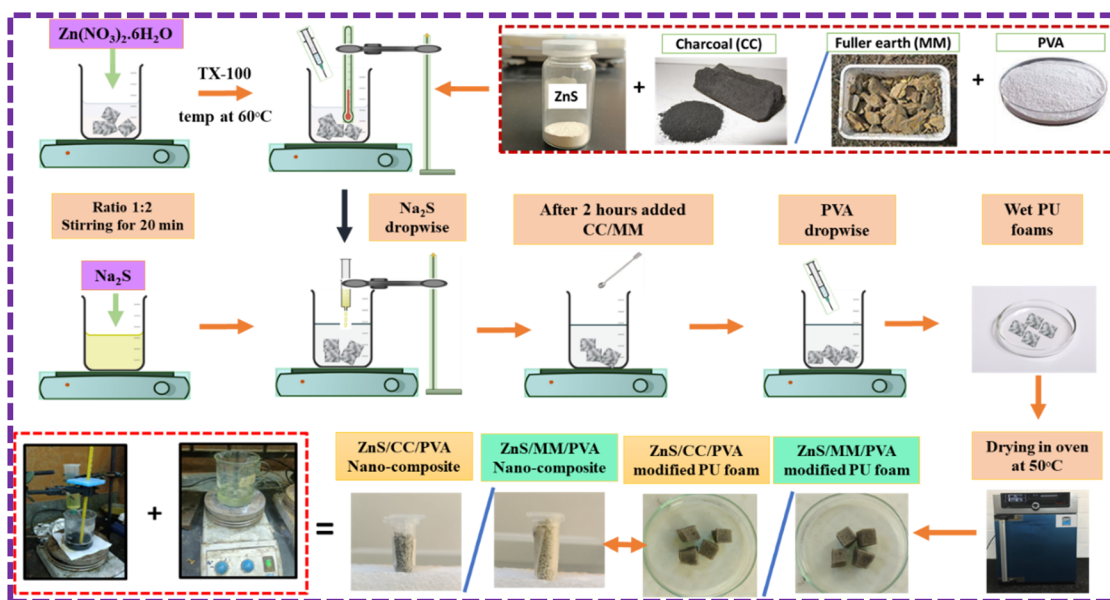 Zn(NO₃)₂.6H₂O
TX-100
temp at 60°C
ZnS
+
Charcoal (CC)
Fuller earth (MM)
+
PVA
Ratio 1:2
Stirring for 20 min
Na₂S
dropwise
After 2 hours added
CC/MM
PVA
dropwise
Wet PU
foams
Na₂S
+
=
ZnS/CC/PVA
Nano-composite
ZnS/MM/PVA
Nano-composite
ZnS/CC/PVA
modified PU foam
ZnS/MM/PVA
modified PU foam
Drying in oven
at 50°C